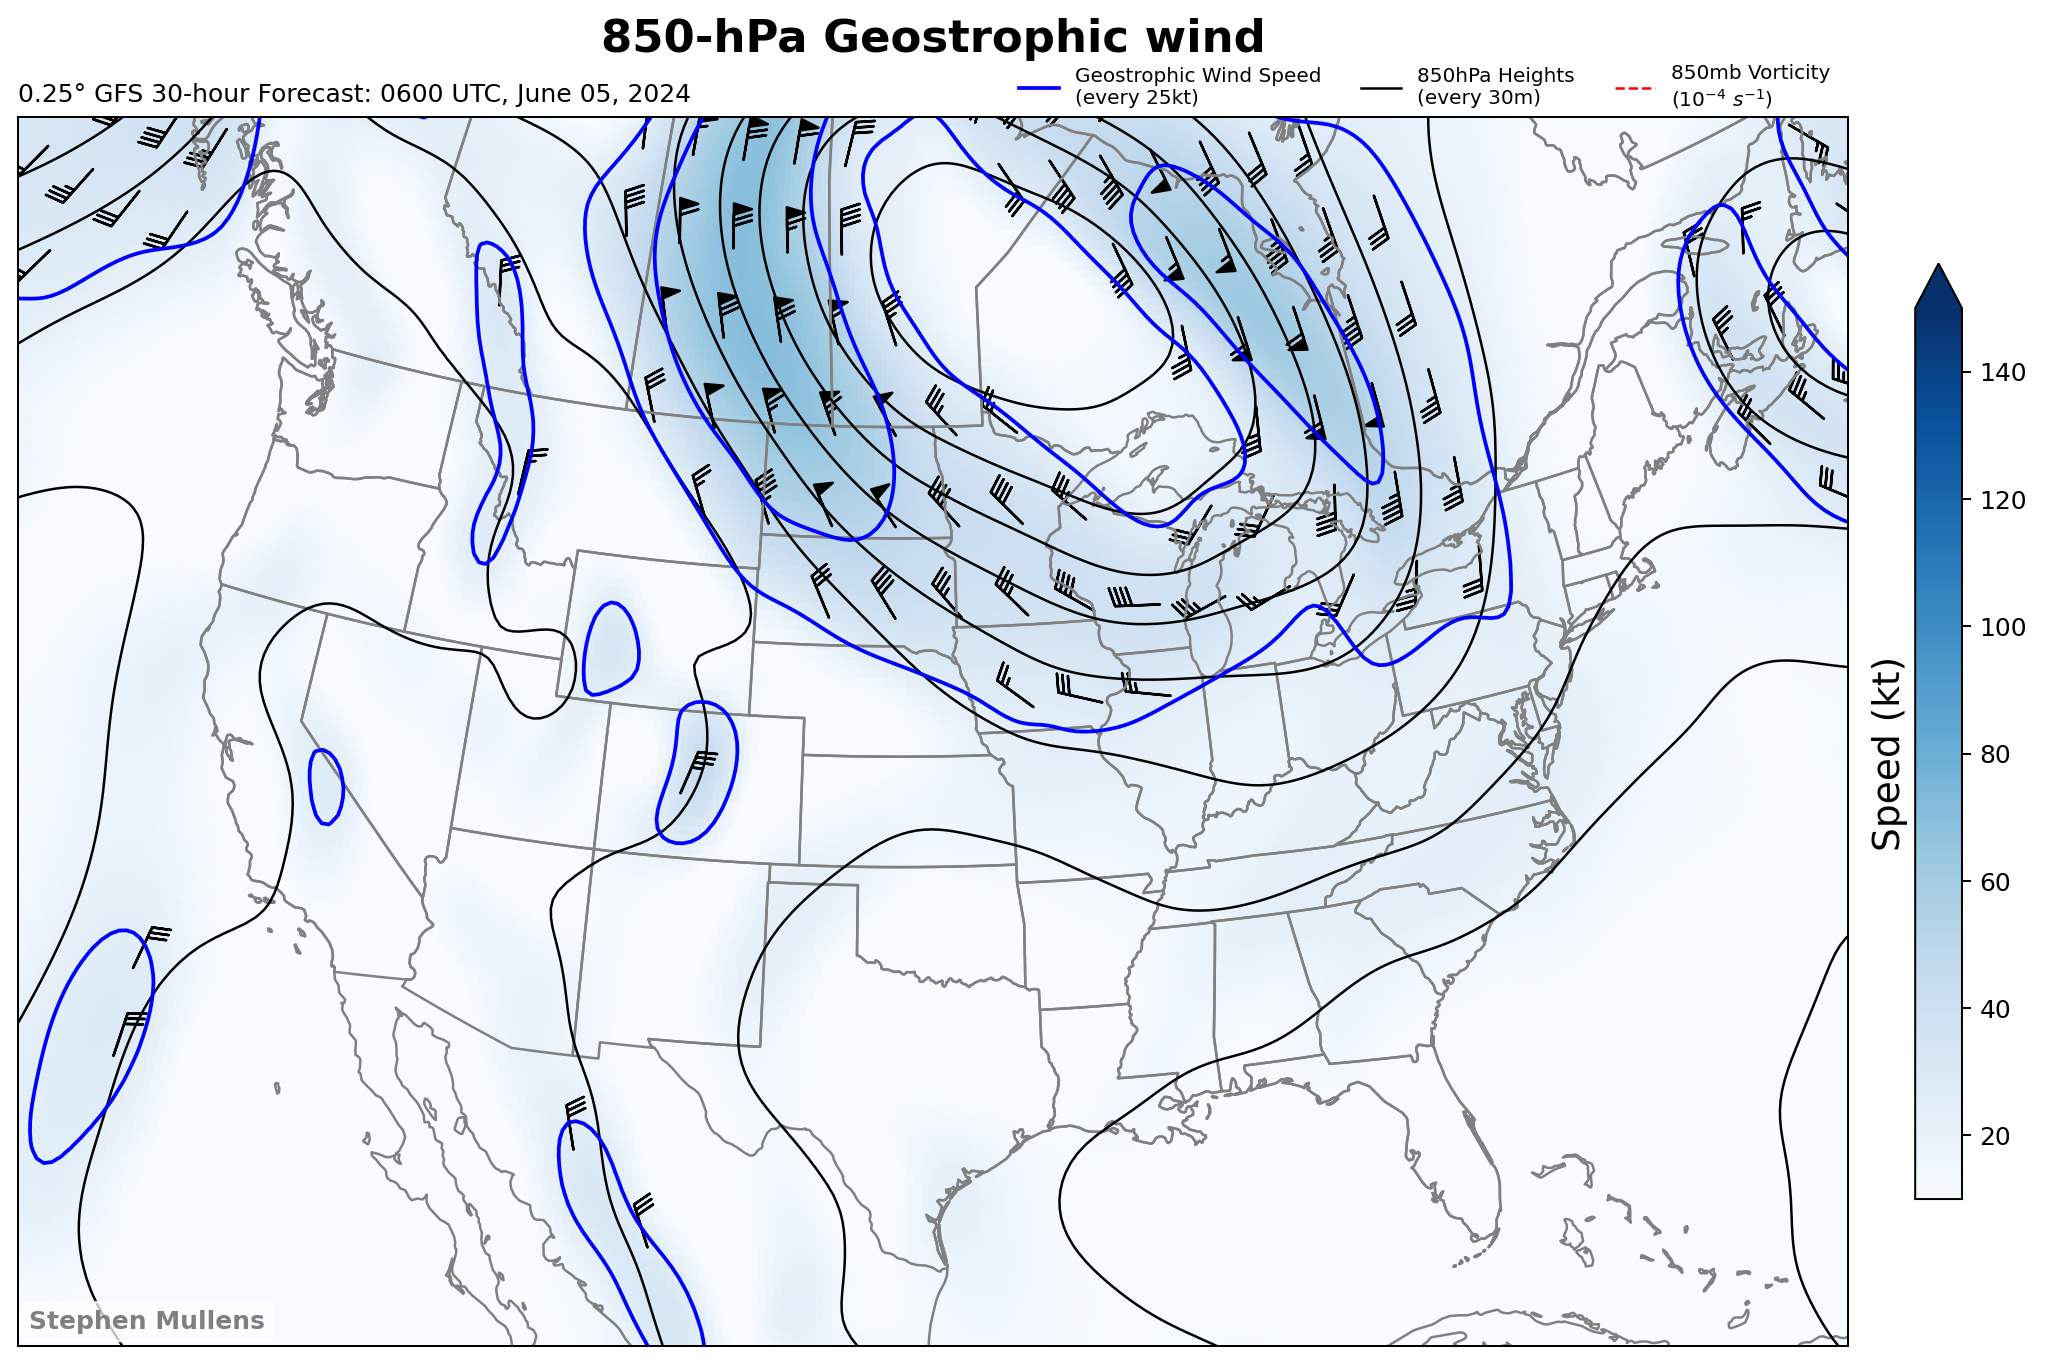 850-hPa Geostrophic wind
0.25° GFS 30-hour Forecast: 0600 UTC, June 05, 2024
Geostrophic Wind Speed
(every 25kt)
850hPa Heights
(every 30m)
850mb Vorticity
(10⁻⁴ s⁻¹)
140
120
100
80
60
40
20
Speed (kt)
Stephen Mullens